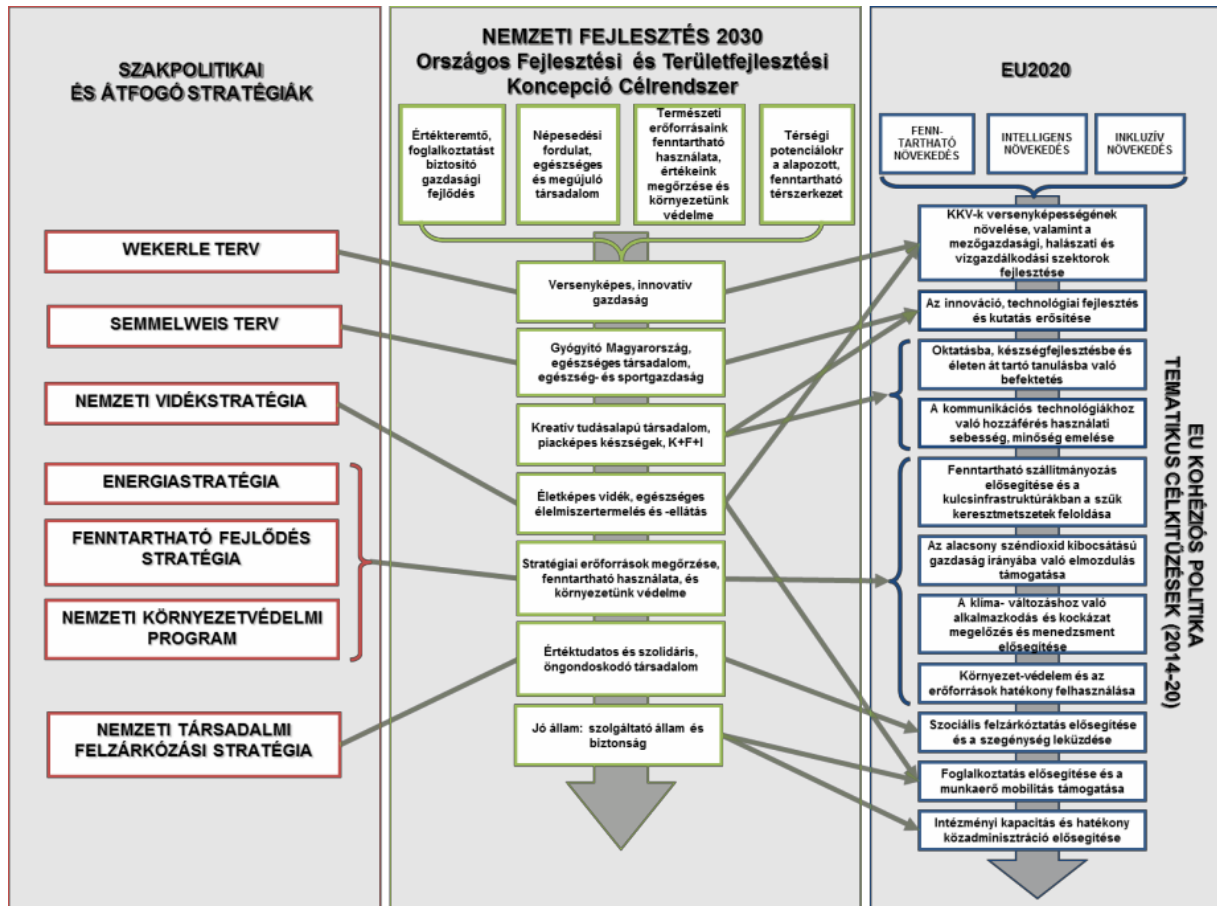 SZAKPOLITIKAI
ÉS ÁTFOGÓ STRATÉGIÁK
WEKERLE TERV
SEMMELWEIS TERV
NEMZETI VIDÉKSTRATÉGIA
ENERGIASTRATÉGIA
FENNTARTHATÓ FEJLŐDÉS
STRATÉGIA
NEMZETI KÖRNYEZETVÉDELMI
PROGRAM
NEMZETI TÁRSADALMI
FELZÁRKÓZÁSI STRATÉGIA
NEMZETI FEJLESZTÉS 2030
Országos Fejlesztési és Területfejlesztési
Koncepció Célrendszer
Értékteremtő,
foglalkoztatást
biztosító
gazdasági
fejlődés
Népesedési
fordulat,
egészséges
és megújuló
társadalom
Természeti
erőforrásaink
fenntartható
használata,
értékeink
megőrzése és
környezetünk
védelme
Térségi
potenciálokr
a alapozott,
fenntartható
térszerkezet
Versenyképes, innovatív
gazdaság
Gyógyító Magyarország,
egészséges társadalom,
egészség- és sportgazdaság
Kreatív tudásalapú társadalom,
piacképes készségek, K+F+I
Életképes vidék, egészséges
élelmiszertermelés és -ellátás
Stratégiai erőforrások megőrzése,
fenntartható használata, és
környezetünk védelme
Értéktudatos és szolidáris,
öngondoskodó társadalom
Jó állam: szolgáltató állam és
biztonság
EU2020
FENN-
TARTHATÓ
NÖVEKEDÉS
INTELLIGENS
NÖVEKEDÉS
INKLUZÍV
NÖVEKEDÉS
KKV-k versenyképességének
növelése, valamint a
mezőgazdasági, halászati és
vízgazdálkodási szektorok
fejlesztése
Az innováció, technológiai fejlesztés
és kutatás erősítése
Oktatásba, készségfejlesztésbe és
életen át tartó tanulásba való
befektetés
A kommunikációs technológiákhoz
való hozzáférés használati
sebesség, minőség emelése
Fenntartható szállítmányozás
elősegítése és a
kulcsinfrastruktúrákban a szűk
keresztmetszetek feloldása
Az alacsony széndioxid kibocsátású
gazdaság irányába való elmozdulás
támogatása
A klíma- változáshoz való
alkalmazkodás és kockázat
megelőzés és menedzsment
elősegítése
Környezet-védelem és az
erőforrások hatékony felhasználása
Szociális felzárkóztatás elősegítése
és a szegénység leküzdése
Foglalkoztatás elősegítése és a
munkaerő mobilitás támogatása
Intézményi kapacitás és hatékony
közadminisztráció elősegítése
EU KOHÉZIÓS POLITIKA
TEMATIKUS CÉLKITŰZÉSEK (2014-20)